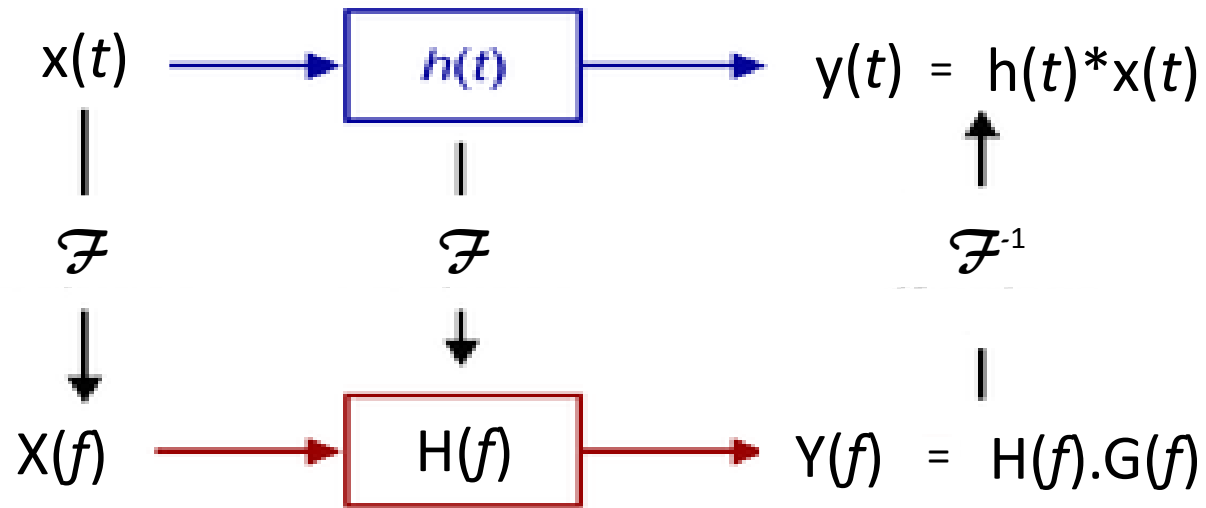 x(t) h(t) y(t) = h(t)*x(t)
ℱ ℱ ℱ-1
X(f) H(f) Y(f) = H(f).G(f)